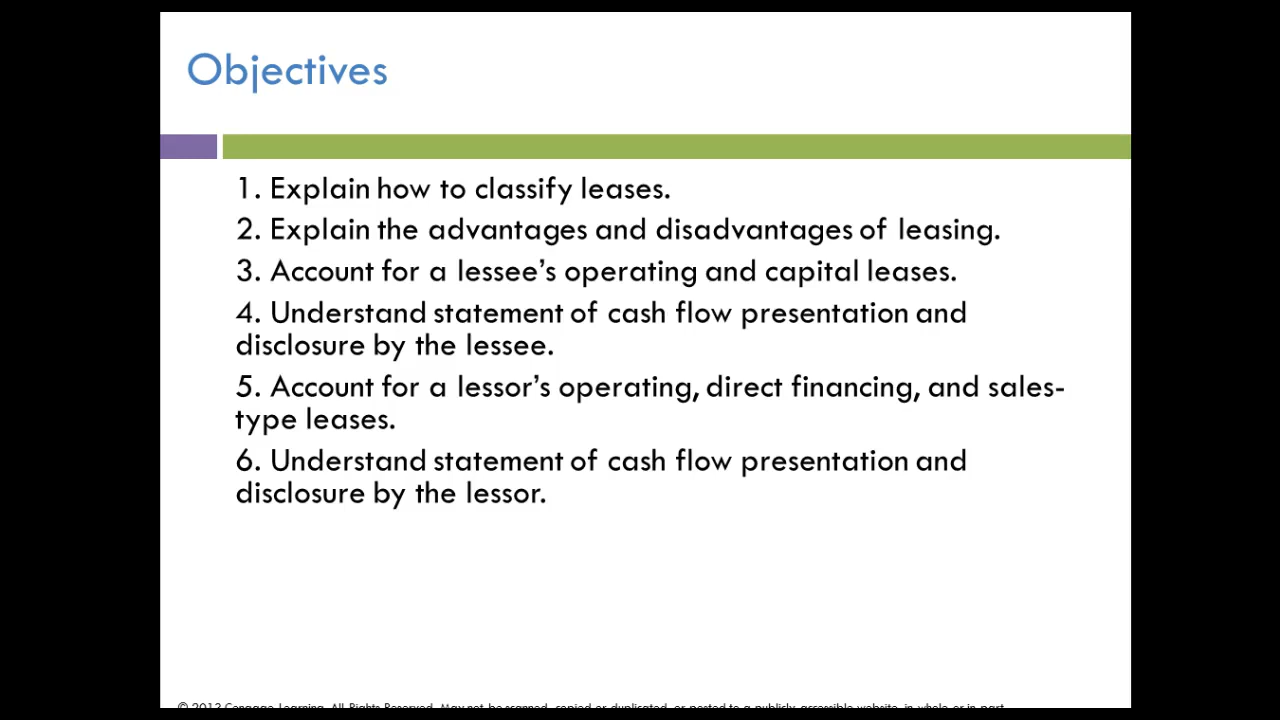 Objectives
1. Explain how to classify leases.
2. Explain the advantages and disadvantages of leasing.
3. Account for a lessee’s operating and capital leases.
4. Understand statement of cash flow presentation and
disclosure by the lessee.
5. Account for a lessor’s operating, direct financing, and sales-
type leases.
6. Understand statement of cash flow presentation and
disclosure by the lessor.
© 2013 Cengage Learning. All Rights Reserved. May not be scanned, copied or duplicated, or posted to a publicly accessible website, in whole or in part.